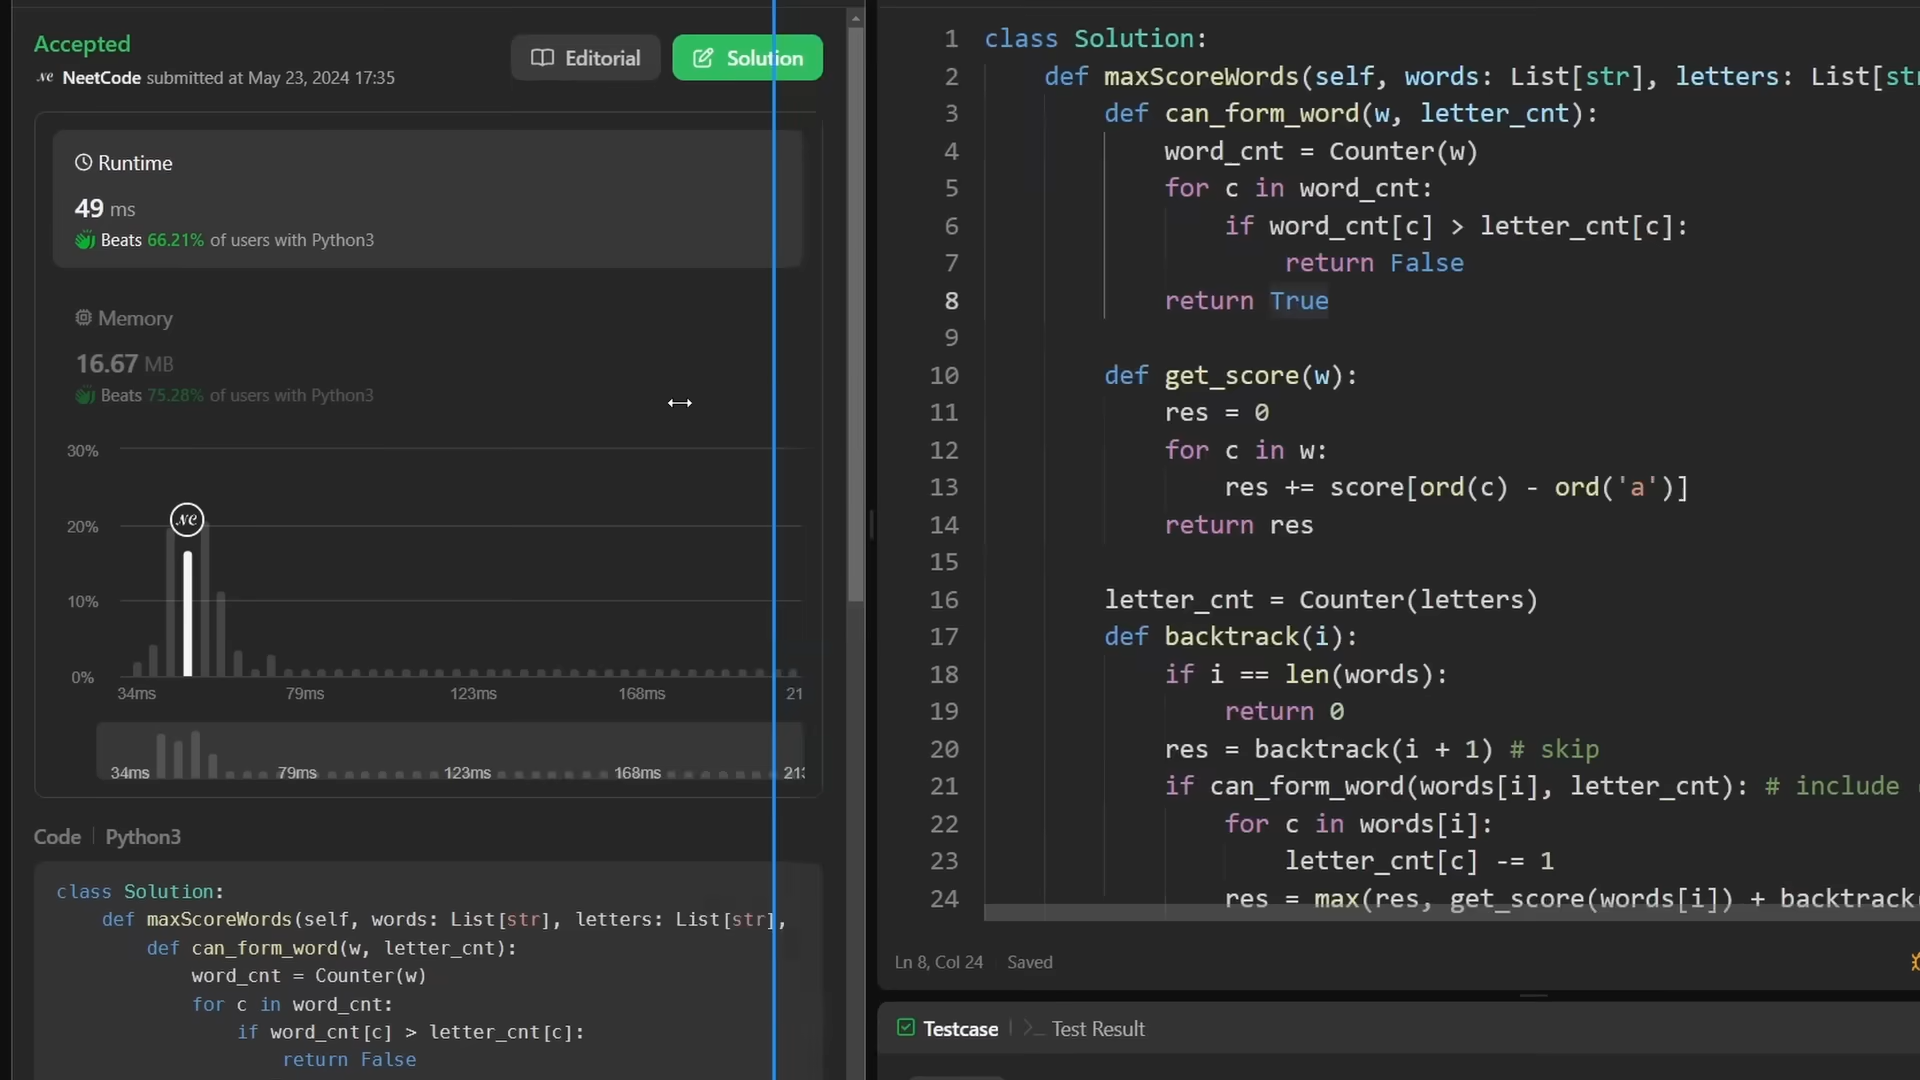 Accepted
Editorial
Solution
NC NeetCode submitted at May 23, 2024 17:35
Runtime
49 ms
Beats 66.21% of users with Python3
Memory
16.67 MB
Beats 75.28% of users with Python3
30%
20%
10%
0%
NC
34ms 79ms 123ms 168ms 21
34ms 79ms 123ms 168ms 213
Code | Python3
class Solution:
def maxScoreWords(self, words: List[str], letters: List[str],
def can_form_word(w, letter_cnt):
word_cnt = Counter(w)
for c in word_cnt:
if word_cnt[c] > letter_cnt[c]:
return False
1 class Solution:
2 def maxScoreWords(self, words: List[str], letters: List[str
3 def can_form_word(w, letter_cnt):
4 word_cnt = Counter(w)
5 for c in word_cnt:
6 if word_cnt[c] > letter_cnt[c]:
7 return False
8 return True
9
10 def get_score(w):
11 res = 0
12 for c in w:
13 res += score[ord(c) - ord('a')]
14 return res
15
16 letter_cnt = Counter(letters)
17 def backtrack(i):
18 if i == len(words):
19 return 0
20 res = backtrack(i + 1) # skip
21 if can_form_word(words[i], letter_cnt): # include
22 for c in words[i]:
23 letter_cnt[c] -= 1
24 res = max(res, get_score(words[i]) + backtrack(
Ln 8, Col 24 Saved
Testcase | >_ Test Result